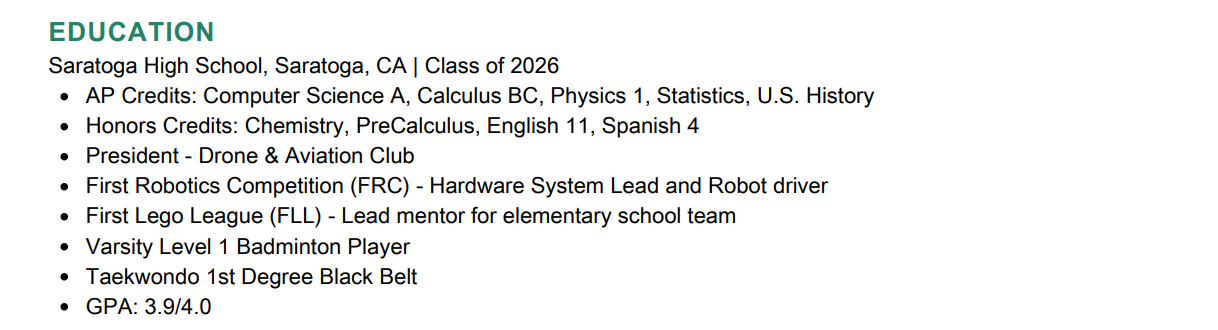 EDUCATION
Saratoga High School, Saratoga, CA | Class of 2026
• AP Credits: Computer Science A, Calculus BC, Physics 1, Statistics, U.S. History
• Honors Credits: Chemistry, PreCalculus, English 11, Spanish 4
• President - Drone & Aviation Club
• First Robotics Competition (FRC) - Hardware System Lead and Robot driver
• First Lego League (FLL) - Lead mentor for elementary school team
• Varsity Level 1 Badminton Player
• Taekwondo 1st Degree Black Belt
• GPA: 3.9/4.0